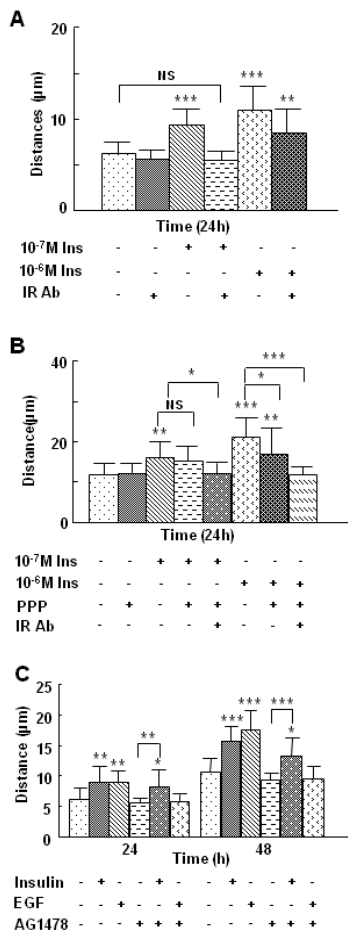 A
20
NS
***
***
**
10
Distances (µm)
0
Time (24h)
10⁻⁷M Ins - - + + - -
10⁻⁶M Ins - - - - + +
IR Ab - + - + - +
B
40
***
*
*
NS
***
**
**
20
Distance(µm)
0
Time (24h)
10⁻⁷M Ins - - + + + - - -
10⁻⁶M Ins - - - - - + + +
PPP - + - + + - + +
IR Ab - - - - + - - +
C
25
20
15
10
5
0
Distance (µm)
** ** ** *
*** *** *** *
24 48
Time (h)
Insulin - + - - + - - + - - + -
EGF - - + - - + - - + - - +
AG1478 - - - + + + - - - + + +